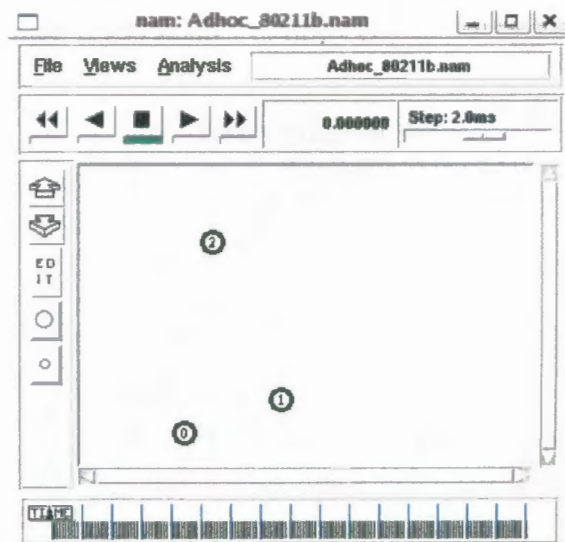 nam: Adhoc_80211b.nam
File Views Analysis Adhoc_80211b.nam
0.000000 Step: 2.0ms
ED
IT
2
1
0
TIME